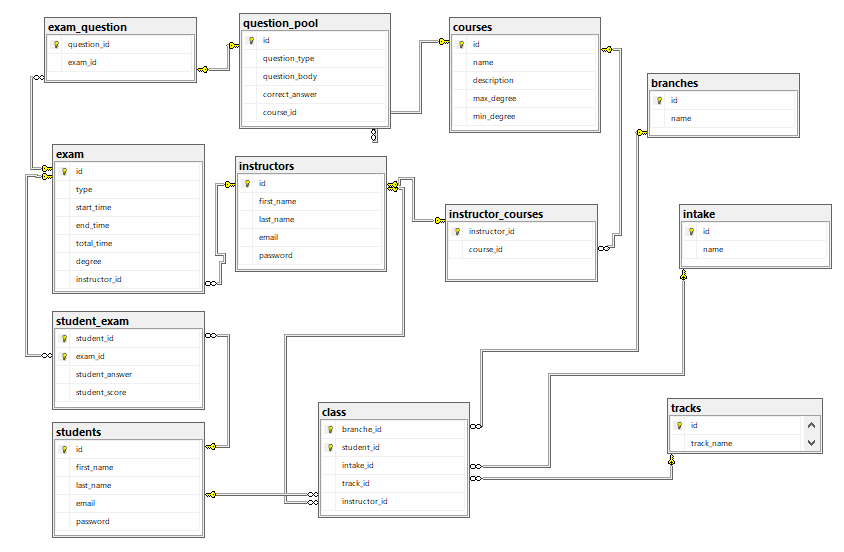 exam_question
question_id
exam_id
question_pool
id
question_type
question_body
correct_answer
course_id
courses
id
name
description
max_degree
min_degree
branches
id
name
exam
id
type
start_time
end_time
total_time
degree
instructor_id
instructors
id
first_name
last_name
email
password
instructor_courses
instructor_id
course_id
intake
id
name
student_exam
student_id
exam_id
student_answer
student_score
students
id
first_name
last_name
email
password
class
branche_id
student_id
intake_id
track_id
instructor_id
tracks
id
track_name